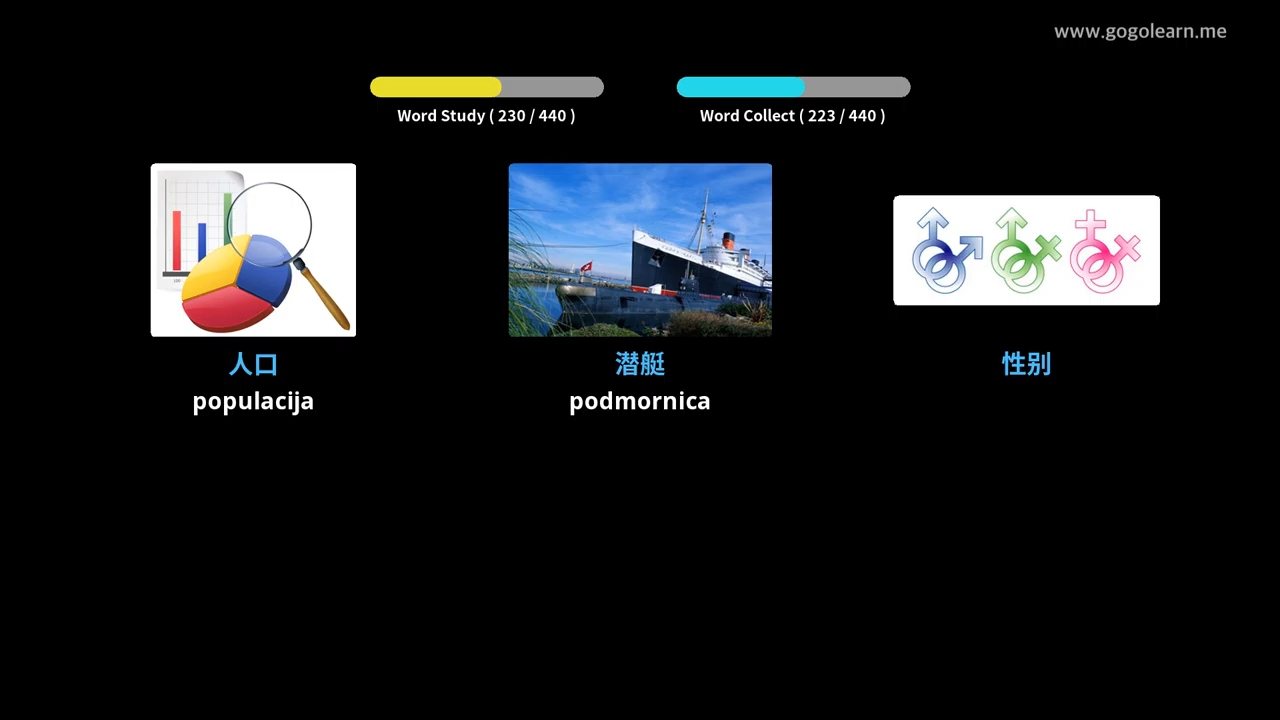 www.gogolearn.me
Word Study ( 230 / 440 )
Word Collect ( 223 / 440 )
人口
潜艇
性别
populacija
podmornica